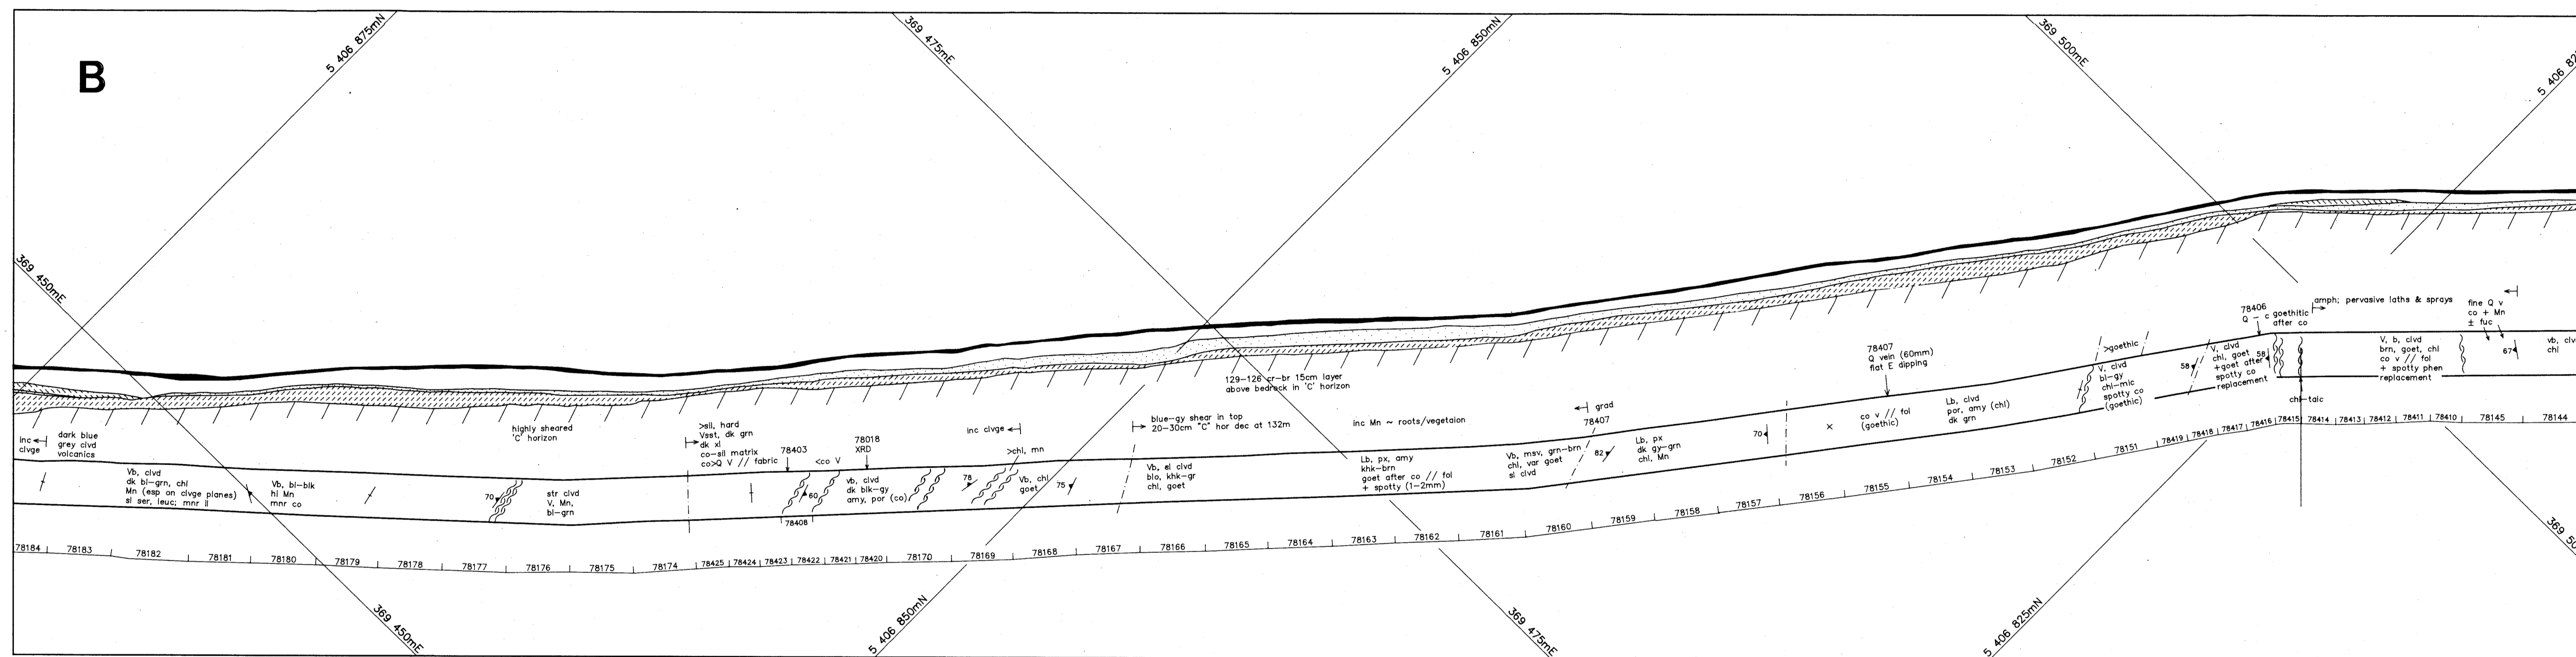 B
5 406 875mN
369 475mE
5 406 850mN
369 500mE
5 406 82
369 450mE
129-126 cr-br 15cm layer
above bedrock in 'C' horizon
highly sheared
'C' horizon
inc
clvge
dark blue
grey clvd
volcanics
>sil, hard
Vsst, dk grn
dk xl
co-sil matrix
co>Q V // fabric
78403
<co V
78018
XRD
inc clvge
>chl, mn
blue-gy shear in top
20-30cm "C" hor dec at 132m
inc Mn ~ roots/vegetaion
grad
78407
78407
Q vein (60mm)
flat E dipping
>goethic
78406
Q - c goethitic
after co
amph; pervasive laths & sprays
fine Q v
co + Mn
± fuc
Vb, clvd
dk bl-grn, chl
Mn (esp on clvge planes)
sl ser, leuc; mnr ll
Vb, bl-blk
hl Mn
mnr co
70
str clvd
V, Mn,
bl-grn
60
78408
vb, clvd
dk blk-gy
amy, por (co)
78
Vb, chl
goet
75
Vb, sl clvd
blo, khk-gr
chl, goet
Lb, px, amy
khk-brn
goet after co // fol
+ spotty (1-2mm)
Vb, msv, grn-brn
chl, var goet
sl clvd
82
Lb, px
dk gy-grn
chl, Mn
70
co v // fol
(goethic)
Lb, clvd
por, amy (chl)
dk grn
V, clvd
bl-gy
chl-mic
spotty co
(goethic)
58
V, clvd
chl, goet
+goet after
spotty co
replacement
58
chl-talc
V, b, clvd
brn, goet, chl
co v // fol
+ spotty phen
replacement
67
vb, clv
chl
78184 78183 78182 78181 78180 78179 78178 78177 78176 78175 78174 78425 78424 78423 78422 78421 78420 78170 78169 78168 78167 78166 78165 78164 78163 78162 78161 78160 78159 78158 78157 78156 78155 78154 78153 78152 78151 78419 78418 78417 78416 78415 78414 78413 78412 78411 78410 78145 78144
369 450mE
5 406 850mN
369 475mE
5 406 825mN
369 50